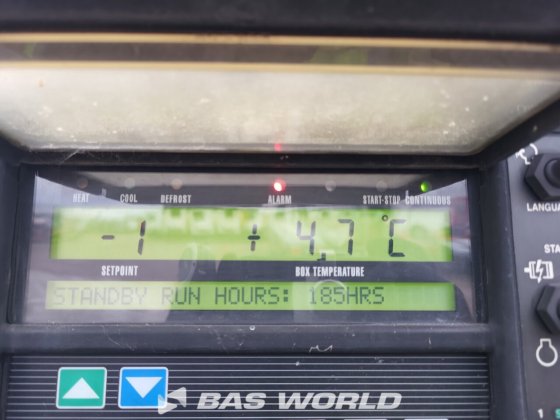 HEAT COOL DEFROST ALARM START-STOP CONTINUOUS
-1 + 4.7 °C
SETPOINT BOX TEMPERATURE
STANDBY RUN HOURS: 185HRS
BAS WORLD